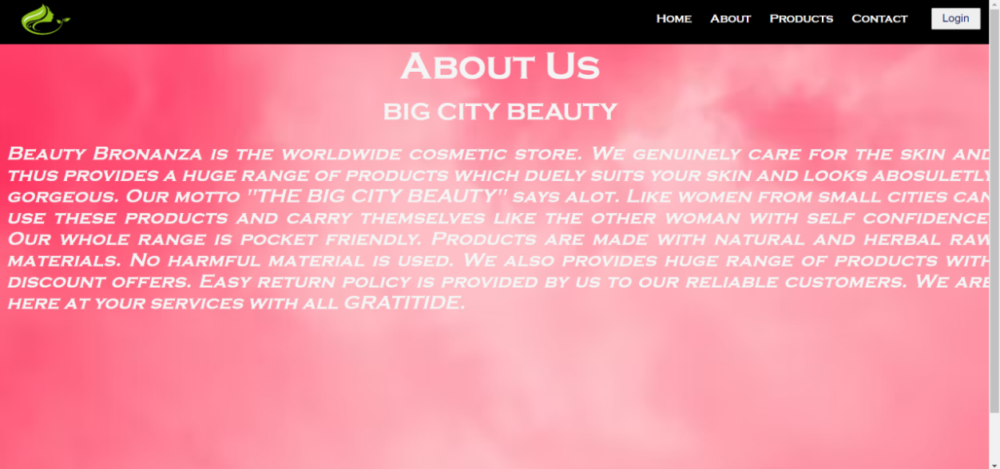 Home About Products Contact Login
About Us
BIG CITY BEAUTY
Beauty Bronanza is the worldwide cosmetic store. We genuinely care for the skin and
thus provides a huge range of products which duely suits your skin and looks abosuletly
gorgeous. Our motto "THE BIG CITY BEAUTY" says alot. Like women from small cities can
use these products and carry themselves like the other woman with self confidence.
Our whole range is pocket friendly. Products are made with natural and herbal raw
materials. No harmful material is used. We also provides huge range of products with
discount offers. Easy return policy is provided by us to our reliable customers. We are
here at your services with all GRATITIDE.